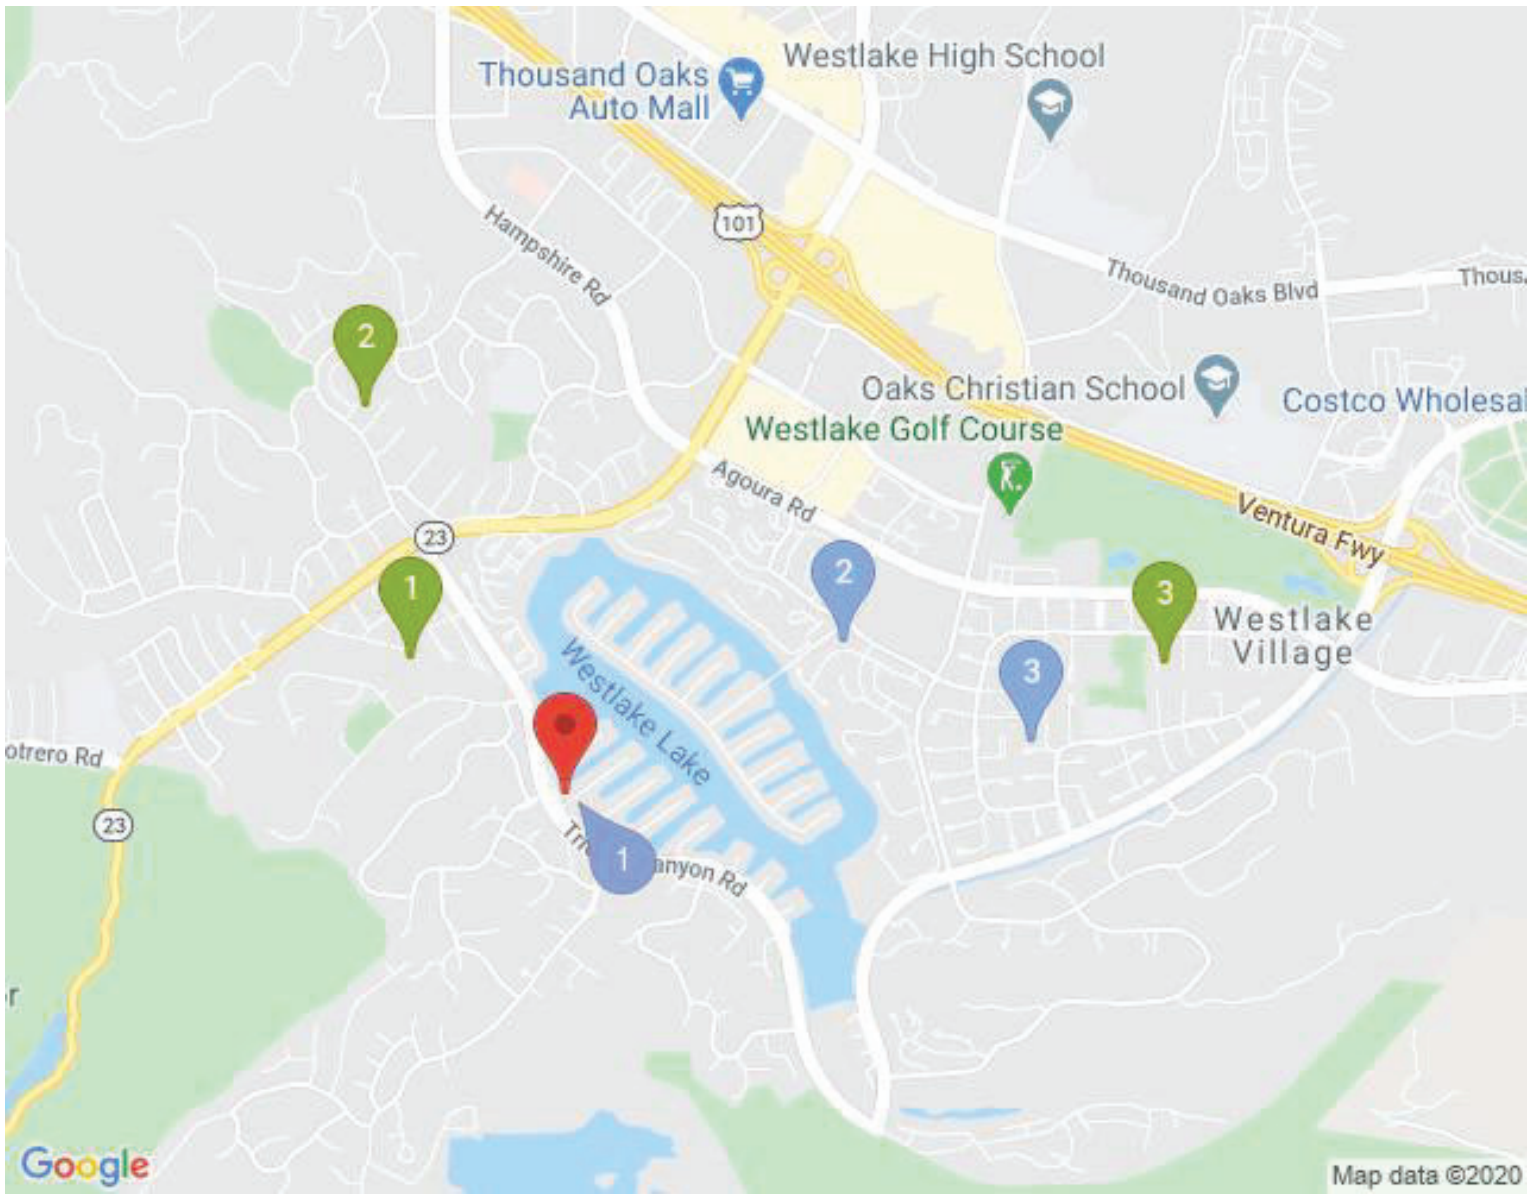 Westlake High School
Thousand Oaks
Auto Mall
101
Hampshire Rd
Thousand Oaks Blvd
Thous
2
Oaks Christian School
Costco Wholesal
Westlake Golf Course
Agoura Rd
Ventura Fwy
23
1
2
3
Westlake
Village
Westlake Lake
3
otrero Rd
23
1
anyon Rd
r
Google
Map data ©2020